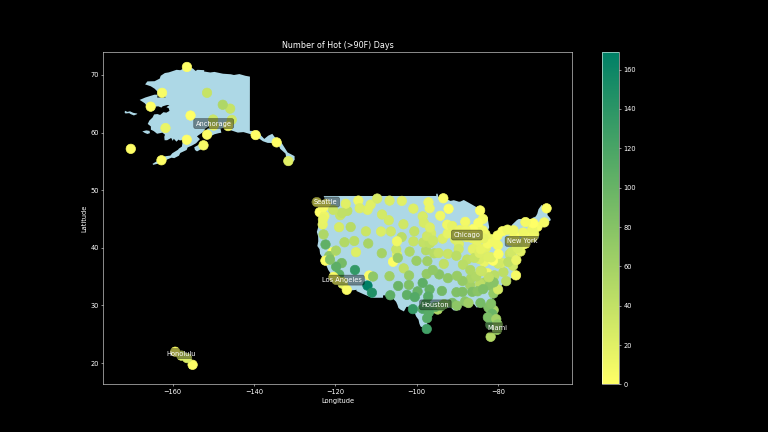 Number of Hot (>90F) Days
70
60
50
40
30
20
Latitude
−160
−140
−120
−100
−80
Longitude
Anchorage
Seattle
Chicago
New York
Los Angeles
Houston
Miami
Honolulu
160
140
120
100
80
60
40
20
0